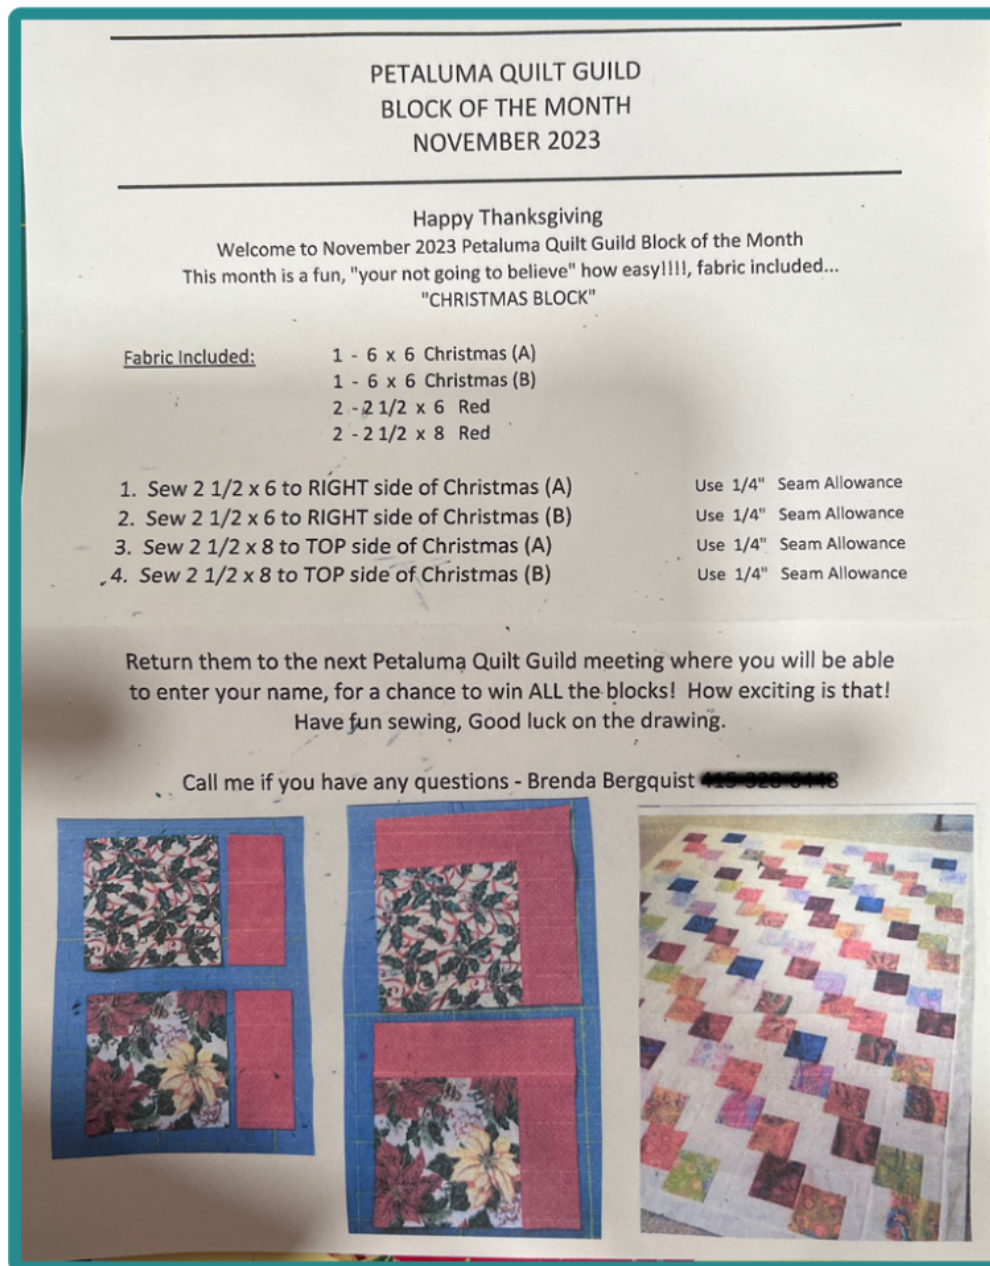 PETALUMA QUILT GUILD
BLOCK OF THE MONTH
NOVEMBER 2023
Happy Thanksgiving
Welcome to November 2023 Petaluma Quilt Guild Block of the Month
This month is a fun, "your not going to believe" how easy!!!!, fabric included...
"CHRISTMAS BLOCK"
Fabric Included: 1 - 6 x 6 Christmas (A)
1 - 6 x 6 Christmas (B)
2 - 2 1/2 x 6 Red
2 - 2 1/2 x 8 Red
1. Sew 2 1/2 x 6 to RIGHT side of Christmas (A) Use 1/4" Seam Allowance
2. Sew 2 1/2 x 6 to RIGHT side of Christmas (B) Use 1/4" Seam Allowance
3. Sew 2 1/2 x 8 to TOP side of Christmas (A) Use 1/4" Seam Allowance
4. Sew 2 1/2 x 8 to TOP side of Christmas (B) Use 1/4" Seam Allowance
Return them to the next Petaluma Quilt Guild meeting where you will be able
to enter your name, for a chance to win ALL the blocks! How exciting is that!
Have fun sewing, Good luck on the drawing.
Call me if you have any questions - Brenda Bergquist